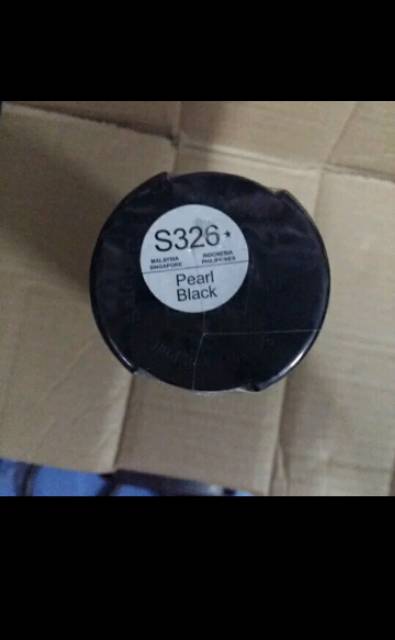 S326*
MALAYSIA INDONESIA
SINGAPORE PHILIPPINES
Pearl
Black